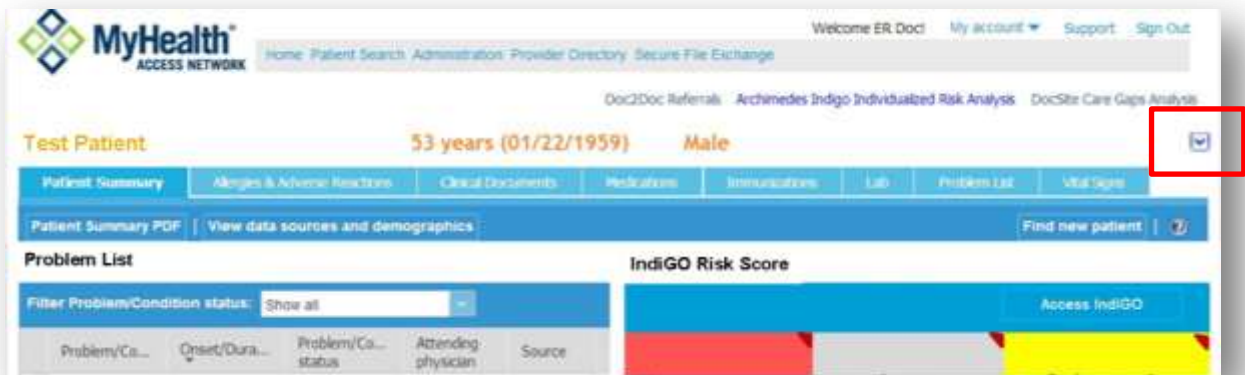 Welcome ER Doc! My account Support Sign Out
MyHealth
ACCESS NETWORK
Home Patient Search Administration Provider Directory Secure File Exchange
Doc2Doc Referrals Archimedes Indigo Individualized Risk Analysis DocSite Care Gaps Analysis
Test Patient 53 years (01/22/1959) Male
Patient Summary Allergies & Adverse Reactions Clinical Documents Medications Immunizations Lab Problem List Vital Signs
Patient Summary PDF | View data sources and demographics Find new patient | ?
Problem List IndiGO Risk Score
Filter Problem/Condition status: Show all Access IndiGO
Problem/Co... Onset/Dura... Problem/Co... status Attending physician Source